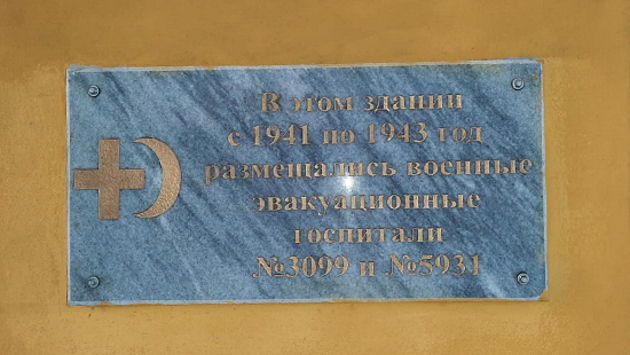 В этом здании
с 1941 по 1943 год
размещались военные
эвакуационные
госпитали
№3099 и №5931